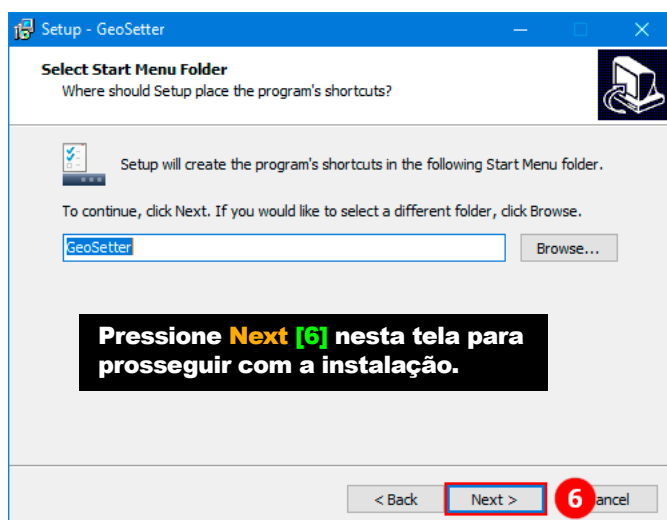 Setup - GeoSetter
Select Start Menu Folder
Where should Setup place the program's shortcuts?
Setup will create the program's shortcuts in the following Start Menu folder.
To continue, click Next. If you would like to select a different folder, click Browse.
GeoSetter
Browse...
Pressione Next [6] nesta tela para
prosseguir com a instalação.
< Back
Next >
6
ancel